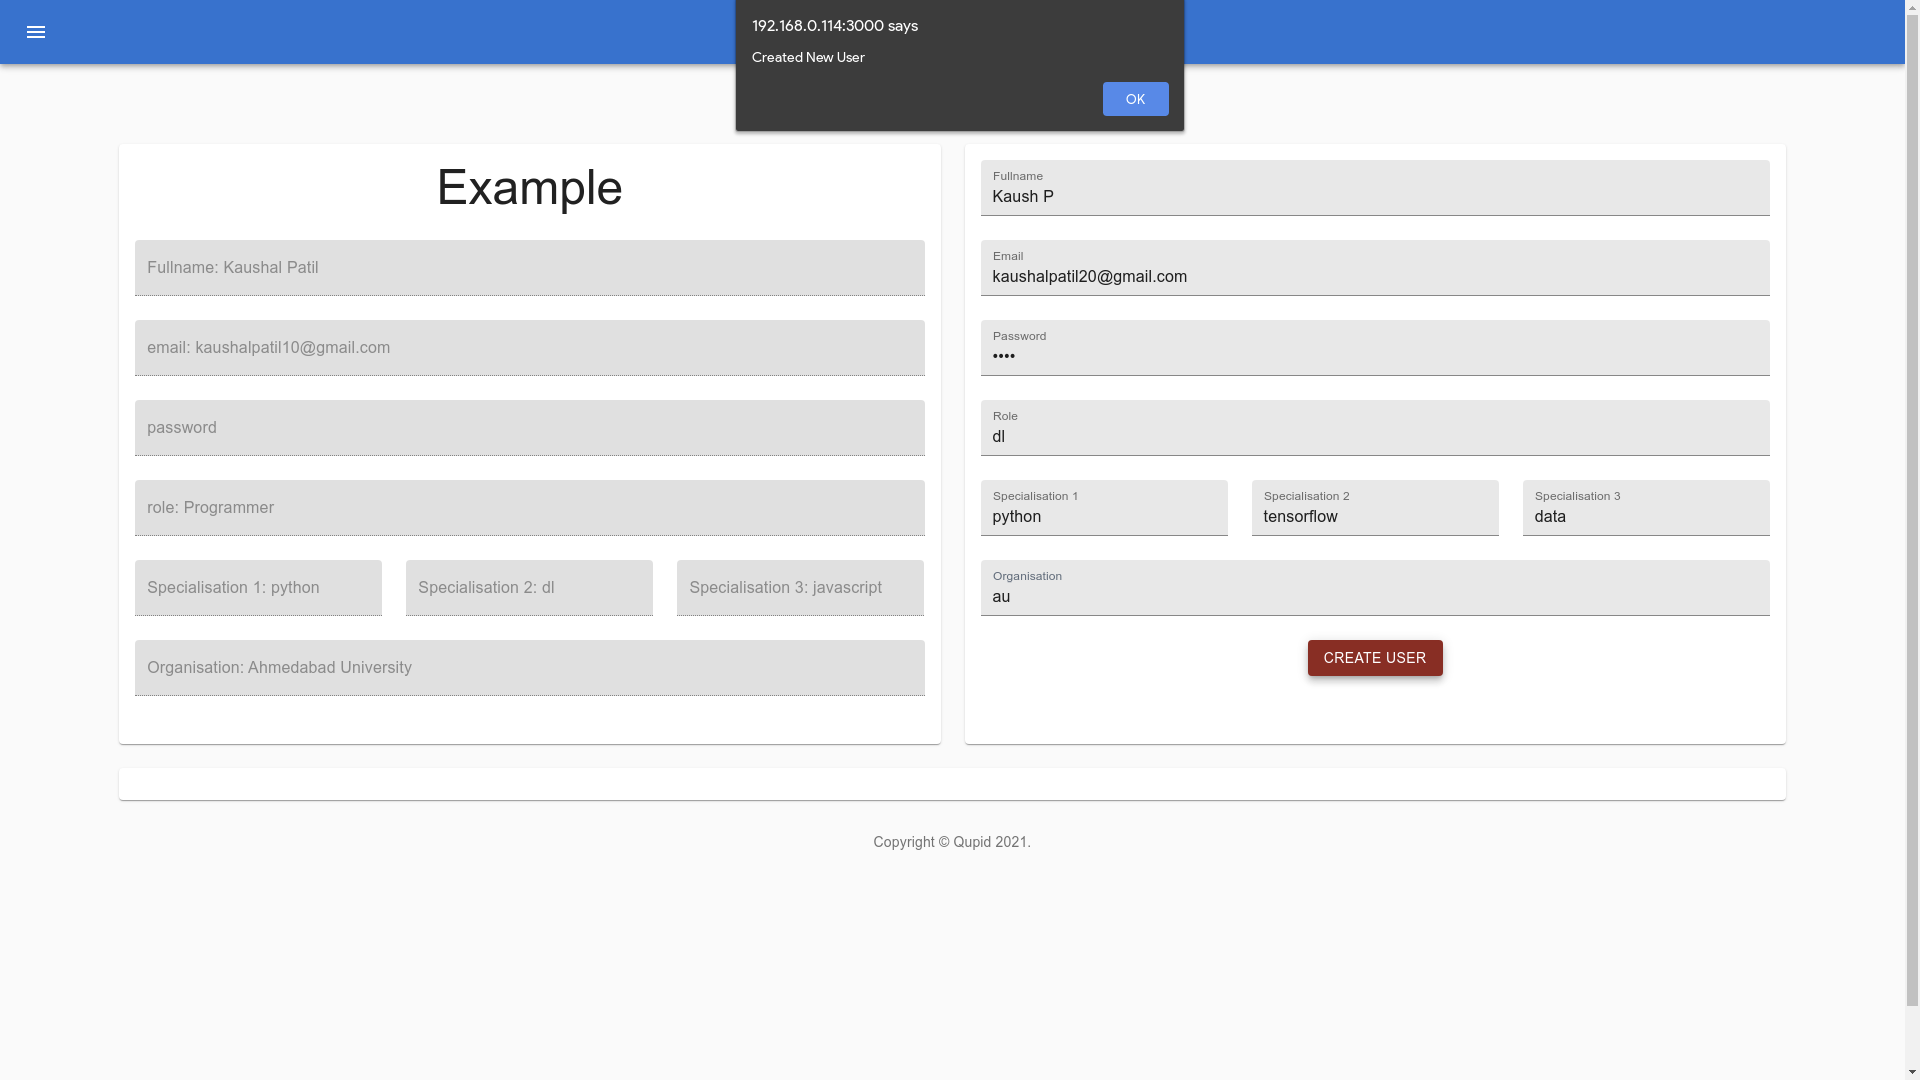 192.168.0.114:3000 says
Created New User
OK
Example
Fullname: Kaushal Patil
email: kaushalpatil10@gmail.com
password
role: Programmer
Specialisation 1: python
Specialisation 2: dl
Specialisation 3: javascript
Organisation: Ahmedabad University
Fullname
Kaush P
Email
kaushalpatil20@gmail.com
Password
••••
Role
dl
Specialisation 1
python
Specialisation 2
tensorflow
Specialisation 3
data
Organisation
au
CREATE USER
Copyright © Qupid 2021.